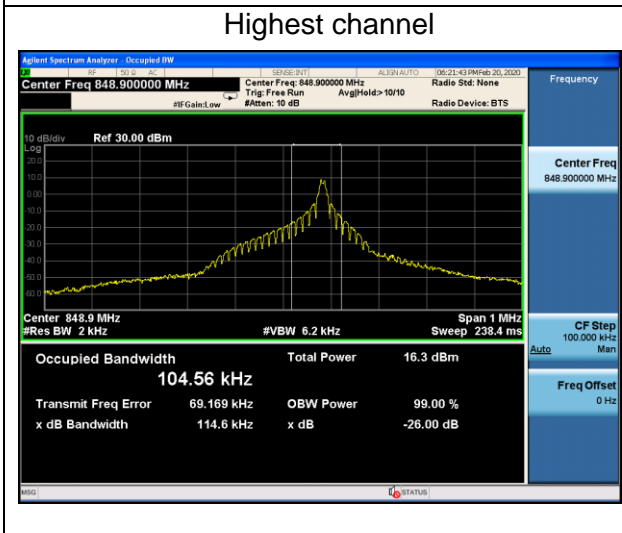 Highest channel
Agilent Spectrum Analyzer - Occupied BW
RF 50 Ω AC SENSE:INT ALIGN AUTO 06:21:43 PM Feb 20, 2020
Center Freq 848.900000 MHz
Center Freq: 848.900000 MHz Radio Std: None
Trig: Free Run Avg|Hold:> 10/10
#IFGain:Low #Atten: 10 dB Radio Device: BTS
10 dB/div Ref 30.00 dBm
Log
20.0
10.0
0.00
-10.0
-20.0
-30.0
-40.0
-50.0
-60.0
Center 848.9 MHz Span 1 MHz
#Res BW 2 kHz #VBW 6.2 kHz Sweep 238.4 ms
Occupied Bandwidth Total Power 16.3 dBm
104.56 kHz
Transmit Freq Error 69.169 kHz OBW Power 99.00 %
x dB Bandwidth 114.6 kHz x dB -26.00 dB
MSG STATUS
Frequency
Center Freq
848.900000 MHz
CF Step
100.000 kHz
Auto Man
Freq Offset
0 Hz